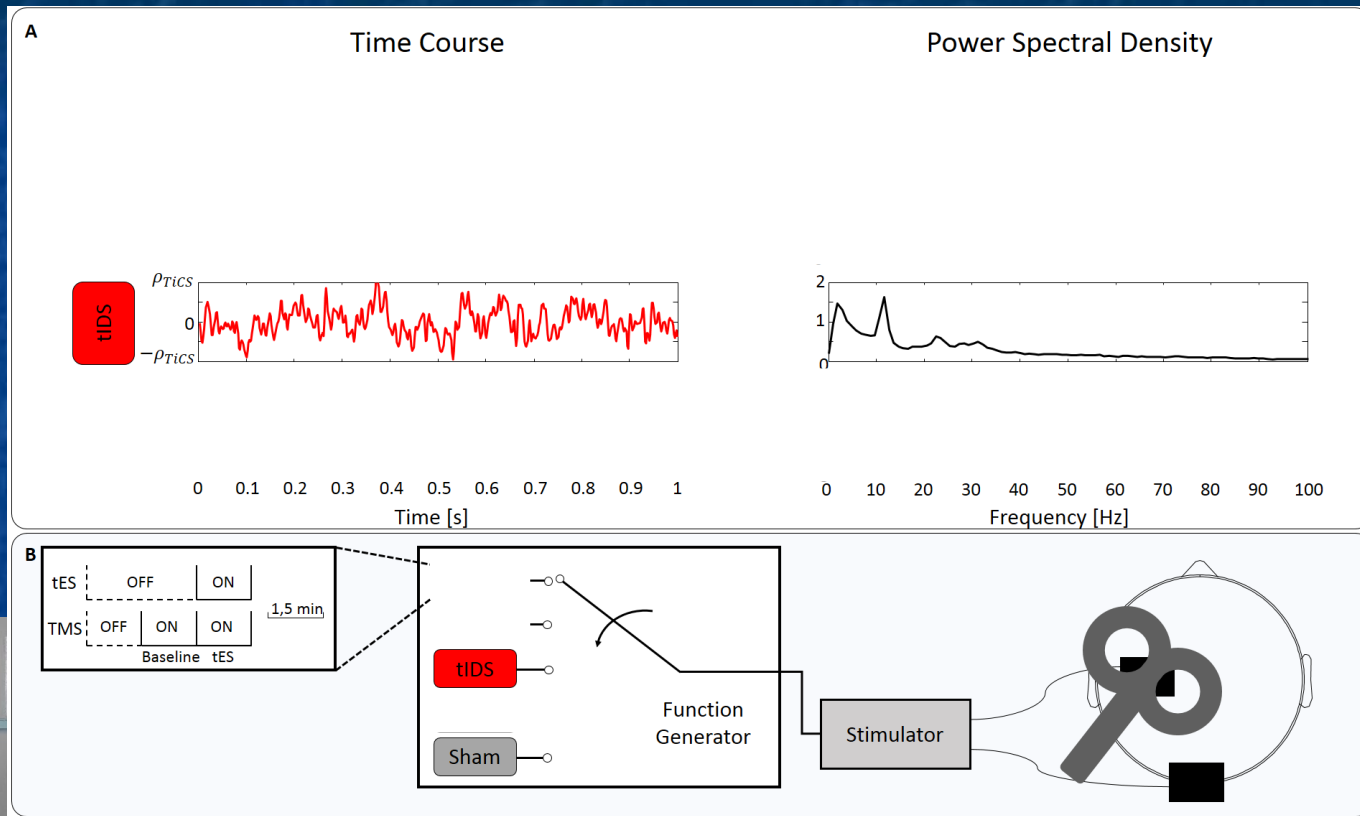 A
Time Course
Power Spectral Density
tIDS
ρTiCS
0
−ρTiCS
2
1
0
0 0.1 0.2 0.3 0.4 0.5 0.6 0.7 0.8 0.9 1
Time [s]
0 10 20 30 40 50 60 70 80 90 100
Frequency [Hz]
B
tES OFF ON
1,5 min
TMS OFF ON ON
Baseline tES
tIDS
Sham
Function
Generator
Stimulator